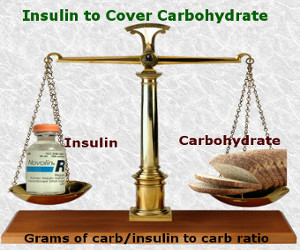 Insulin to Cover Carbohydrate
Insulin
Carbohydrate
Novolin
R
Grams of carb/insulin to carb ratio